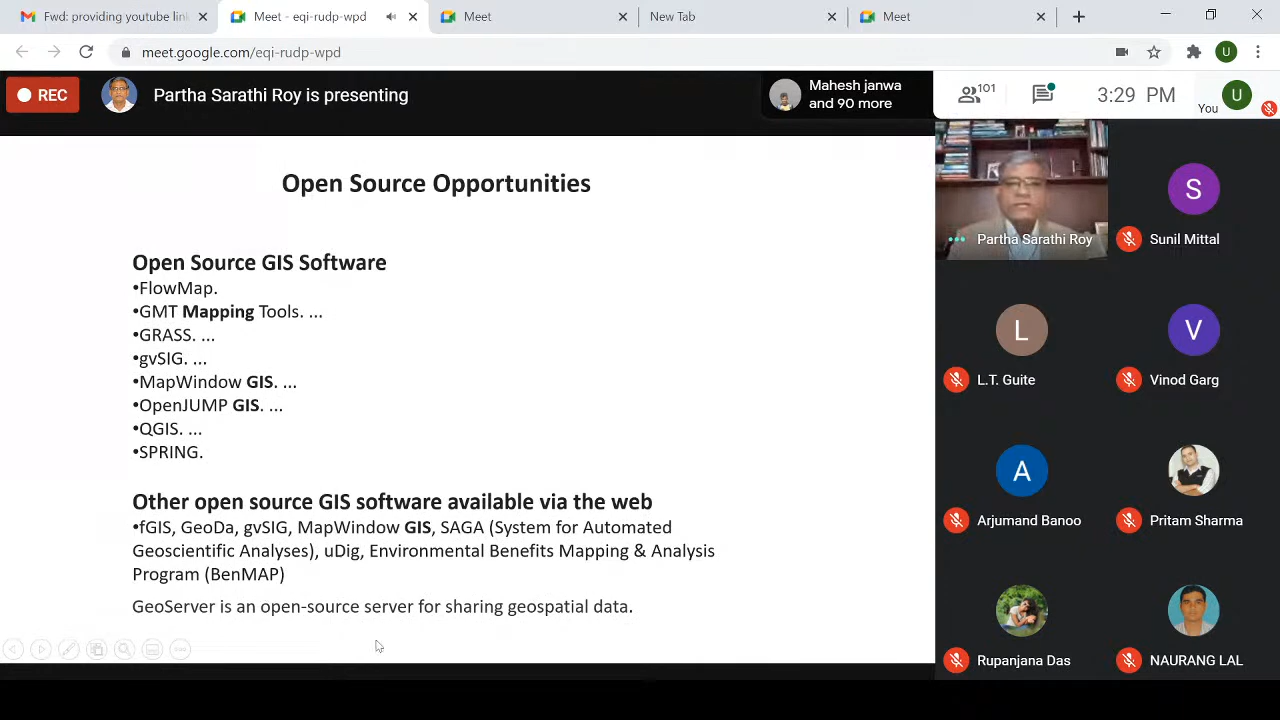 Fwd: providing youtube link
Meet - eqi-rudp-wpd
Meet
New Tab
Meet
meet.google.com/eqi-rudp-wpd
U
REC
Partha Sarathi Roy is presenting
Mahesh janwa
and 90 more
101
3:29 PM
You
U
Open Source Opportunities
Open Source GIS Software
•FlowMap.
•GMT Mapping Tools. ...
•GRASS. ...
•gvSIG. ...
•MapWindow GIS. ...
•OpenJUMP GIS. ...
•QGIS. ...
•SPRING.
Other open source GIS software available via the web
•fGIS, GeoDa, gvSIG, MapWindow GIS, SAGA (System for Automated
Geoscientific Analyses), uDig, Environmental Benefits Mapping & Analysis
Program (BenMAP)
GeoServer is an open-source server for sharing geospatial data.
Partha Sarathi Roy
S
Sunil Mittal
L
L.T. Guite
V
Vinod Garg
A
Arjumand Banoo
Pritam Sharma
Rupanjana Das
NAURANG LAL